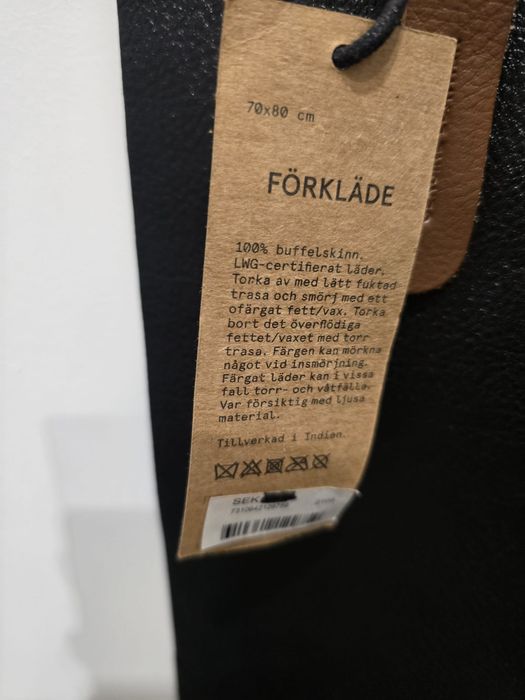 70x80 cm
FÖRKLÄDE
100% buffelskinn.
LWG-certifierat läder.
Torka av med lätt fuktad
trasa och smörj med ett
ofärgat fett/vax. Torka
bort det överflödiga
fettet/vaxet med torr
trasa. Färgen kan mörkna
något vid insmörjning.
Färgat läder kan i vissa
fall torr- och våtfälla.
Var försiktig med ljusa
material.
Tillverkad i Indien.
SEK